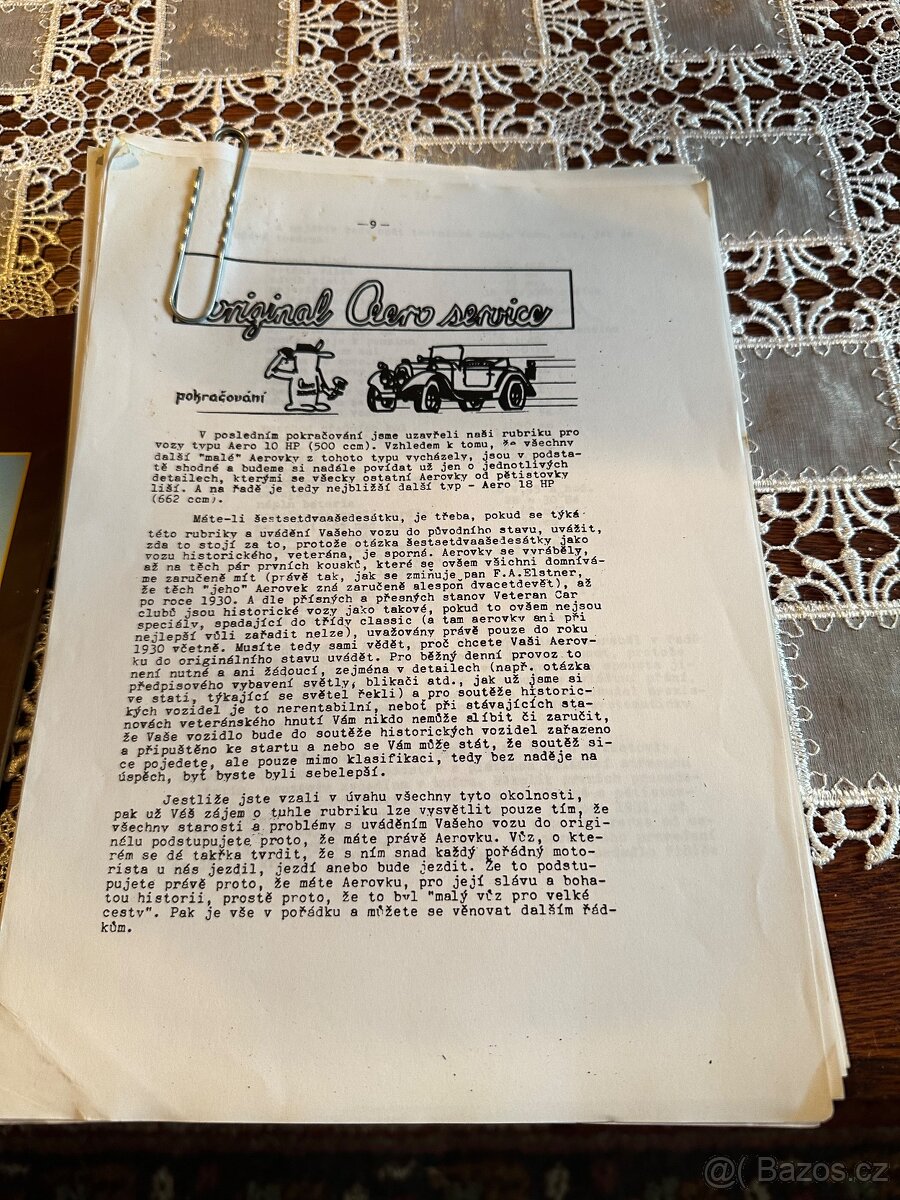 -9-
original Aero service
pokračování
V posledním pokračování jsme uzavřeli naši rubriku pro
vozy typu Aero 10 HP (500 ccm). Vzhledem k tomu, že všechny
další "malé" Aerovky z tohoto typu vycházely, jsou v podsta-
tě shodné a budeme si nadále povídat už jen o jednotlivých
detailech, kterými se všecky ostatní Aerovky od pětistovky
liší. A na řadě je tedy nejbližší další typ - Aero 18 HP
(662 ccm).
Máte-li šestsetdvaašedesátku, je třeba, pokud se týká
této rubriky a uvádění Vašeho vozu do původního stavu, uvážit,
zda to stojí za to, protože otázka šestsetdvaašedesátky jako
vozu historického, veterána, je sporná. Aerovky se vyráběly,
až na těch pár prvních kousků, které se ovšem všichni domnívá-
me zaručeně mít (právě tak, jak se zmiňuje pan F.A.Elstner,
že těch "jeho" Aerovek zná zaručeně alespoň dvacetdevět), až
po roce 1930. A dle přísných a přesných stanov Veteran Car
clubů jsou historické vozy jako takové, pokud to ovšem nejsou
speciály, spadající do třídy classic (a tam aerovky ani při
nejlepší vůli zařadit nelze), uvažovány právě pouze do roku
1930 včetně. Musíte tedy sami vědět, proč chcete Vaši Aerov-
ku do originálního stavu uvádět. Pro běžný denní provoz to
není nutné a ani žádoucí, zejména v detailech (např. otázka
předpisového vybavení světly, blikači atd., jak už jsme si
ve stati, týkající se světel řekli) a pro soutěže historic-
kých vozidel je to nerentabilní, neboť při stávajících sta-
novách veteránského hnutí Vám nikdo nemůže slíbit či zaručit,
že Vaše vozidlo bude do soutěže historických vozidel zařazeno
a připuštěno ke startu a nebo se Vám může stát, že soutěž si-
ce pojedete, ale pouze mimo klasifikaci, tedy bez naděje na
úspěch, byť byste byli sebelepší.
Jestliže jste vzali v úvahu všechny tyto okolnosti,
pak už Váš zájem o tuhle rubriku lze vysvětlit pouze tím, že
všechny starosti a problémy s uváděním Vašeho vozu do origi-
nálu podstupujete proto, že máte právě Aerovku. Vůz, o kte-
rém se dá takřka tvrdit, že s ním snad každý pořádný moto-
rista u nás jezdil, jezdí anebo bude jezdit. Že to podstu-
pujete právě proto, že máte Aerovku, pro její slávu a boha-
tou historii, prostě proto, že to byl "malý vůz pro velké
cesty". Pak je vše v pořádku a můžete se věnovat dalším řád-
kům.
@( Bazos.cz